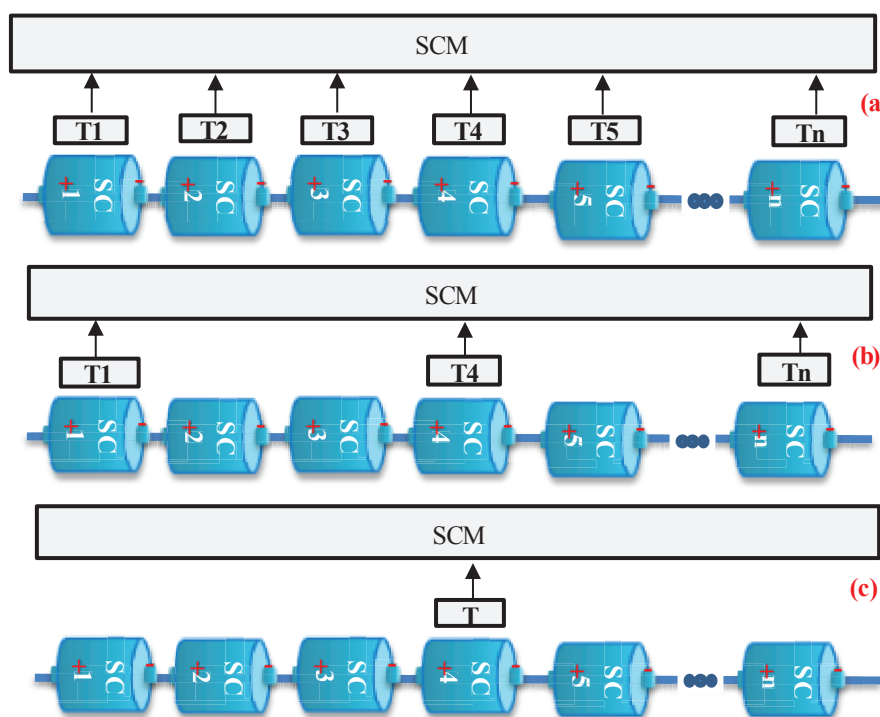 SCM
(a)
T1 T2 T3 T4 T5 Tn
+1 SC - +2 SC - +3 SC - +4 SC - +5 SC - +n SC -
SCM
(b)
T1 T4 Tn
+1 SC - +2 SC - +3 SC - +4 SC - +5 SC - +n SC -
SCM
(c)
T
+1 SC - +2 SC - +3 SC - +4 SC - +5 SC - +n SC -